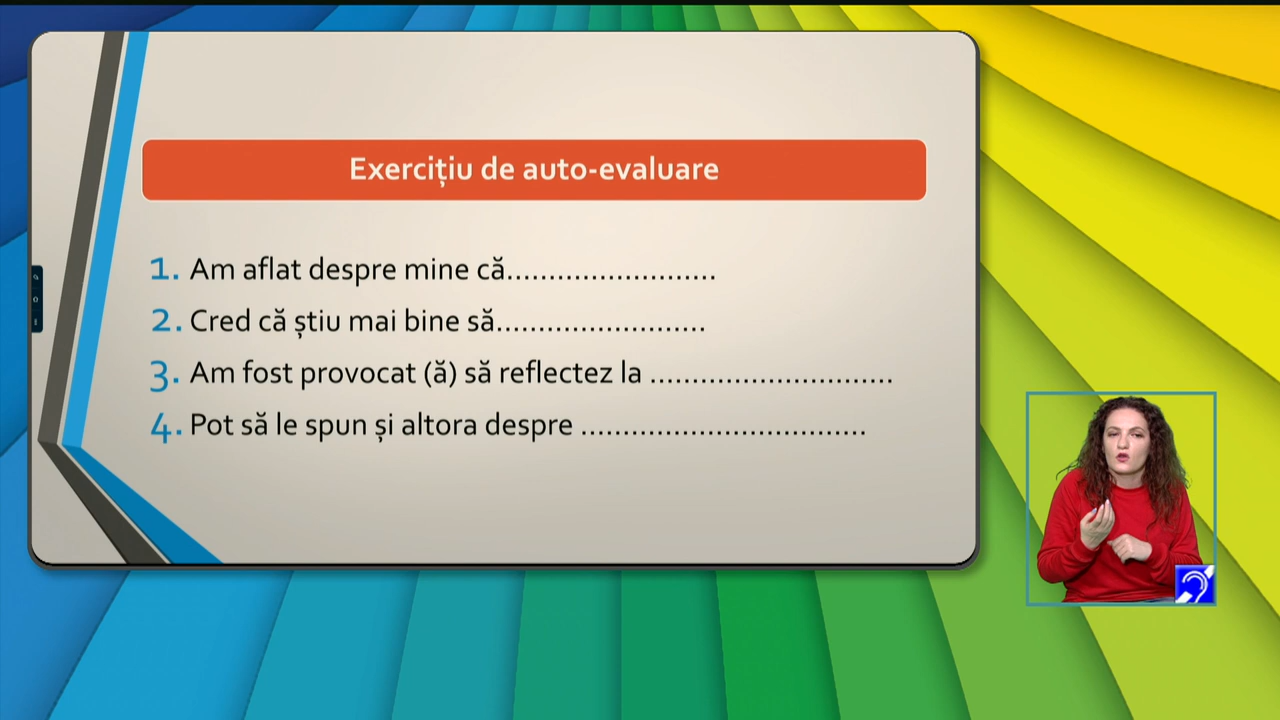 Exercițiu de auto-evaluare
1. Am aflat despre mine că.........................
2. Cred că știu mai bine să.........................
3. Am fost provocat (ă) să reflectez la .............................
4. Pot să le spun și altora despre ..................................